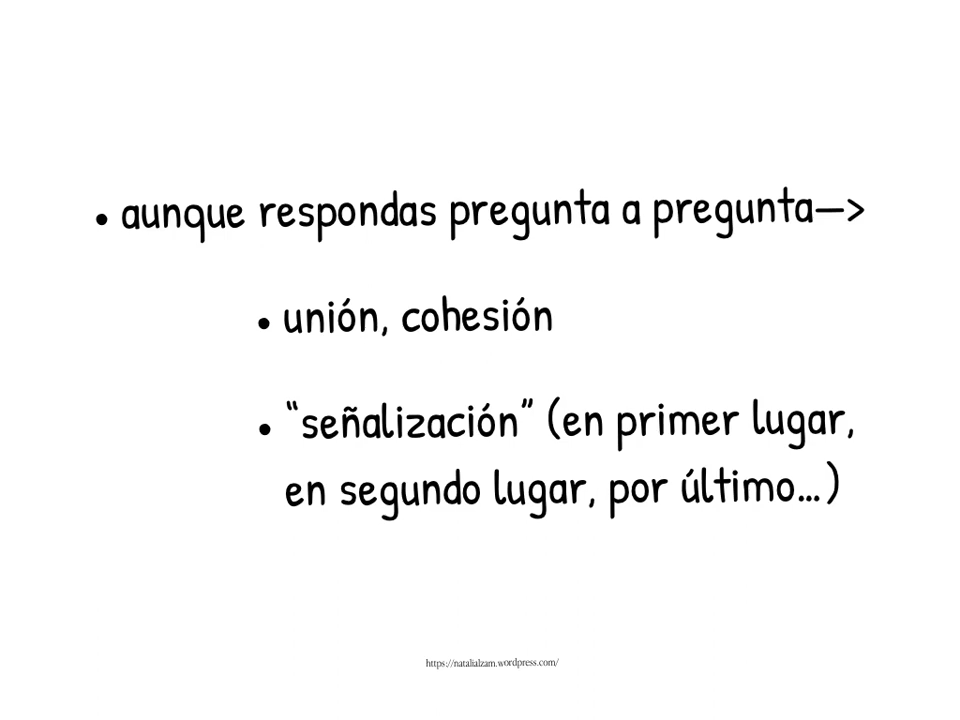 • aunque respondas pregunta a pregunta—>
• unión, cohesión
• “señalización” (en primer lugar,
en segundo lugar, por último...)
https://natalialzam.wordpress.com/